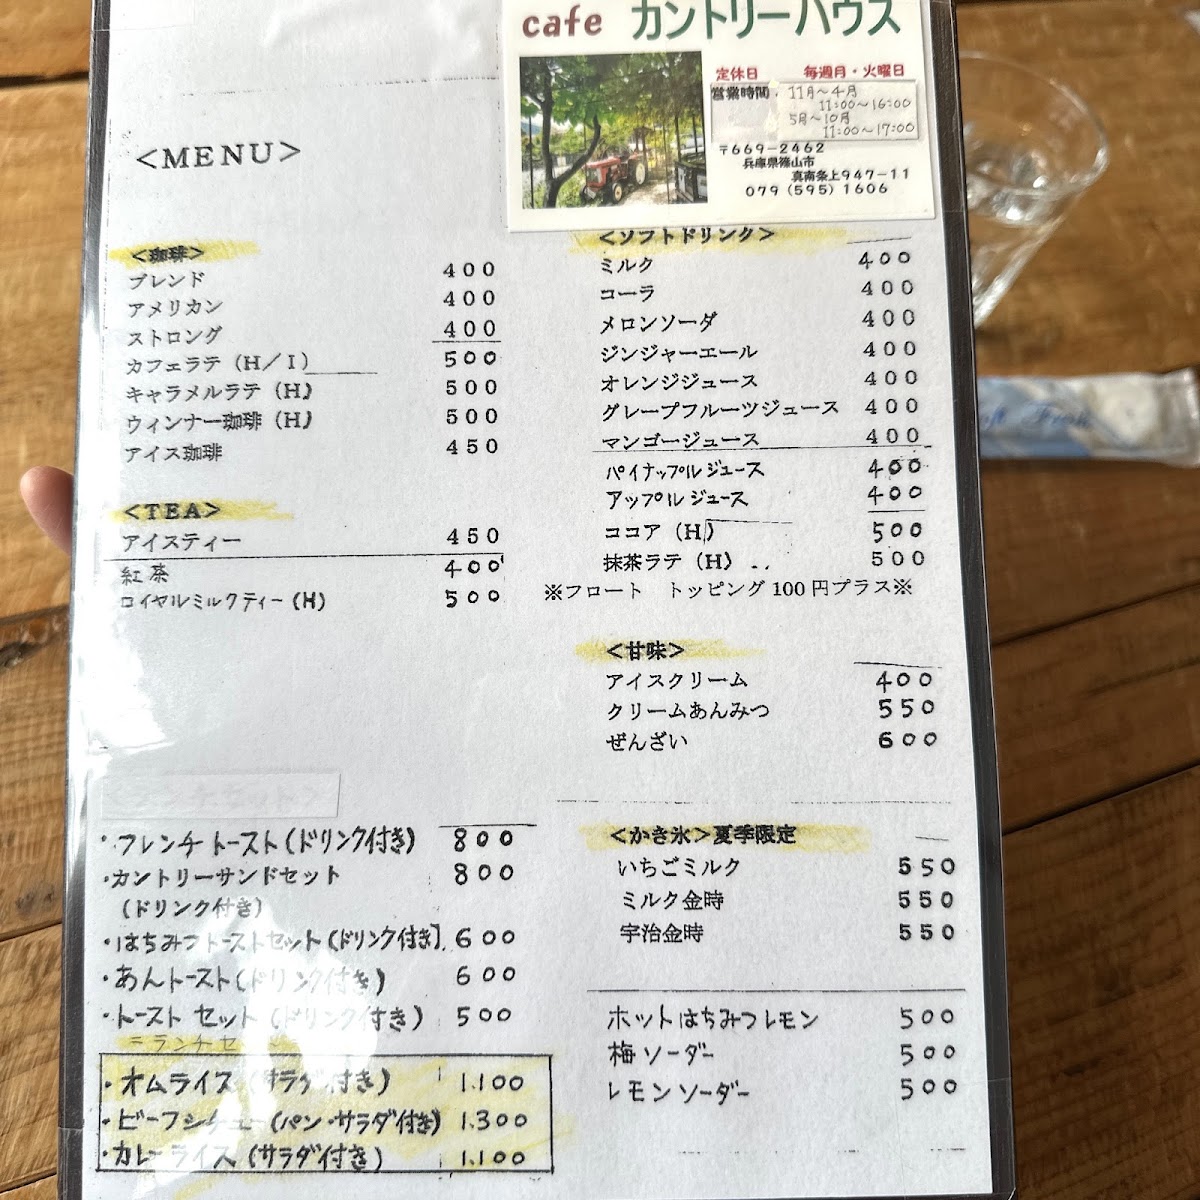 cafe カントリーハウス
定休日 毎週月・火曜日
営業時間 11月～4月
11:00～16:00
5月～10月
11:00～17:00
〒669-2462
兵庫県篠山市
真南条上947-11
079(595)1606
＜MENU＞
＜珈琲＞
ブレンド 400
アメリカン 400
ストロング 400
カフェラテ（H／I） 500
キャラメルラテ（H） 500
ウィンナー珈琲（H） 500
アイス珈琲 450
＜TEA＞
アイスティー 450
紅茶 400
ロイヤルミルクティー(H) 500
＜ランチセット＞
・フレンチトースト(ドリンク付き) 800
・カントリーサンドセット 800
(ドリンク付き)
・はちみつトーストセット(ドリンク付き) 600
・あんトースト(ドリンク付き) 600
・トーストセット(ドリンク付き) 500
ランチセ
・オムライス(サラダ付き) 1.100
・ビーフシチュー(パン・サラダ付き) 1.300
・カレーライス(サラダ付き) 1.100
＜ソフトドリンク＞
ミルク 400
コーラ 400
メロンソーダ 400
ジンジャーエール 400
オレンジジュース 400
グレープフルーツジュース 400
マンゴージュース 400
パイナップルジュース 400
アップルジュース 400
ココア（H） 500
抹茶ラテ（H） 500
※フロート トッピング100円プラス※
＜甘味＞
アイスクリーム 400
クリームあんみつ 550
ぜんざい 600
＜かき氷＞夏季限定
いちごミルク 550
ミルク金時 550
宇治金時 550
ホットはちみつレモン 500
梅ソーダー 500
レモンソーダー 500
Fresh